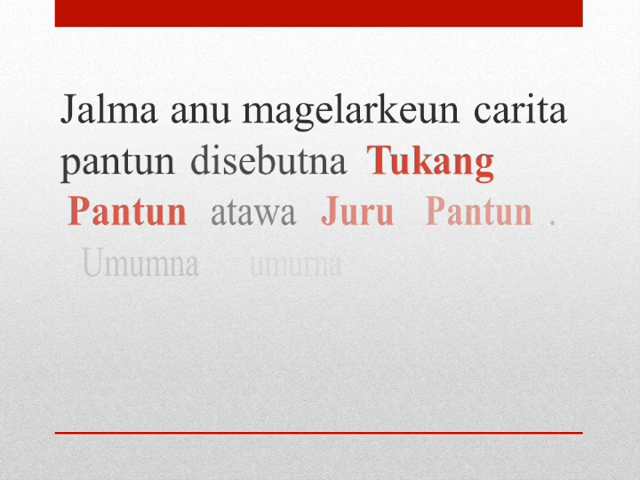 Jalma anu magelarkeun carita
pantun disebutna Tukang
Pantun atawa Juru Pantun .
Umumna umurna